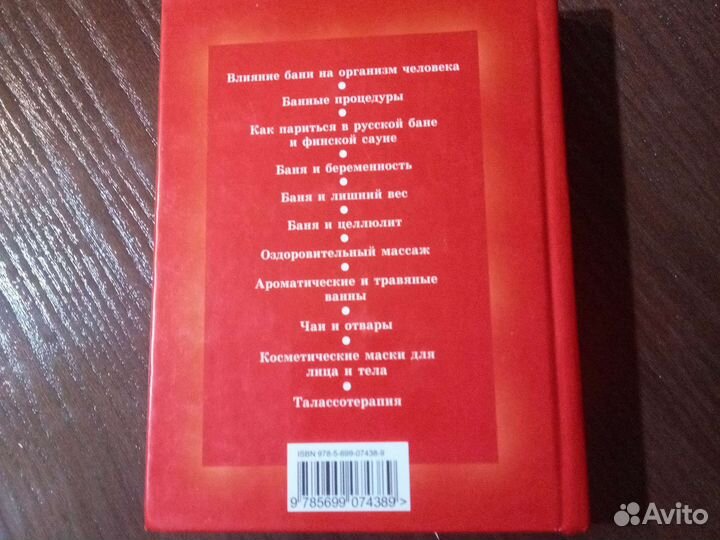 Влияние бани на организм человека
Банные процедуры
Как париться в русской бане
и финской сауне
Баня и беременность
Баня и лишний вес
Баня и целлюлит
Оздоровительный массаж
Ароматические и травяные
ванны
Чаи и отвары
Косметические маски для
лица и тела
Талассотерапия
ISBN 978-5-699-07438-9
9 785699 074389 >
Avito